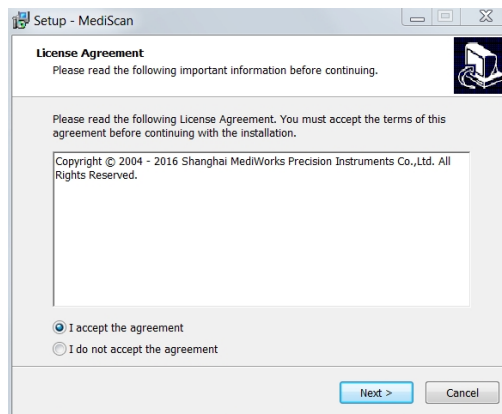 Setup - MediScan
License Agreement
Please read the following important information before continuing.
Please read the following License Agreement. You must accept the terms of this
agreement before continuing with the installation.
Copyright © 2004 - 2016 Shanghai MediWorks Precision Instruments Co.,Ltd. All
Rights Reserved.
I accept the agreement
I do not accept the agreement
Next >
Cancel